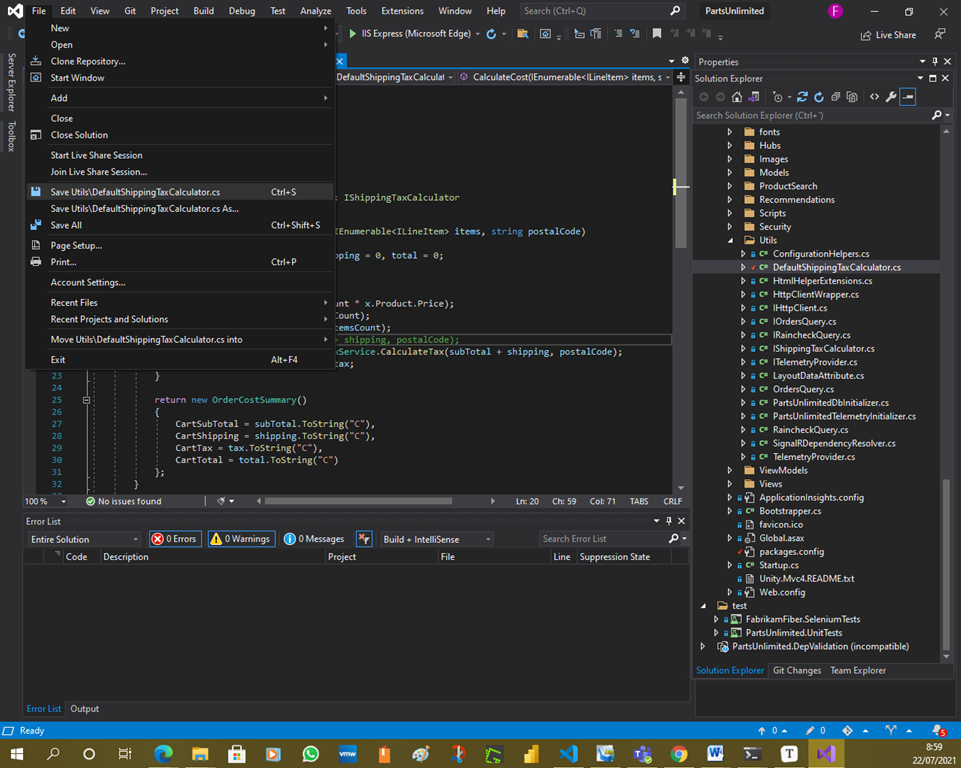 File Edit View Git Project Build Debug Test Analyze Tools Extensions Window Help Search (Ctrl+Q) PartsUnlimited F
IIS Express (Microsoft Edge) Live Share
Server Explorer
Toolbox
New
Open
Clone Repository...
Start Window
Add
Close
Close Solution
Start Live Share Session
Join Live Share Session...
Save Utils\DefaultShippingTaxCalculator.cs Ctrl+S
Save Utils\DefaultShippingTaxCalculator.cs As...
Save All Ctrl+Shift+S
Page Setup...
Print... Ctrl+P
Account Settings...
Recent Files
Recent Projects and Solutions
Move Utils\DefaultShippingTaxCalculator.cs into
Exit Alt+F4
DefaultShippingTaxCalculat CalculateCost(IEnumerable<ILineItem> items, s
: IShippingTaxCalculator
(IEnumerable<ILineItem> items, string postalCode)
pping = 0, total = 0;
unt * x.Product.Price);
Count);
temsCount);
+ shipping, postalCode);
xService.CalculateTax(subTotal + shipping, postalCode);
tax;
23 }
24
25 return new OrderCostSummary()
26 {
27 CartSubTotal = subTotal.ToString("C"),
28 CartShipping = shipping.ToString("C"),
29 CartTax = tax.ToString("C"),
30 CartTotal = total.ToString("C")
31 };
32 }
100 % No issues found Ln: 20 Ch: 59 Col: 71 TABS CRLF
Error List
Entire Solution 0 Errors 0 Warnings 0 Messages Build + IntelliSense Search Error List
Code Description Project File Line Suppression State
Error List Output
Properties
Solution Explorer
Search Solution Explorer (Ctrl+¨)
fonts
Hubs
Images
Models
ProductSearch
Recommendations
Scripts
Security
Utils
C# ConfigurationHelpers.cs
C# DefaultShippingTaxCalculator.cs
C# HtmlHelperExtensions.cs
C# HttpClientWrapper.cs
C# IHttpClient.cs
C# IOrdersQuery.cs
C# IRaincheckQuery.cs
C# IShippingTaxCalculator.cs
C# ITelemetryProvider.cs
C# LayoutDataAttribute.cs
C# OrdersQuery.cs
C# PartsUnlimitedDbInitializer.cs
C# PartsUnlimitedTelemetryInitializer.cs
C# RaincheckQuery.cs
C# SignalRDependencyResolver.cs
C# TelemetryProvider.cs
ViewModels
Views
ApplicationInsights.config
C# Bootstrapper.cs
favicon.ico
Global.asax
packages.config
C# Startup.cs
Unity.Mvc4.README.txt
Web.config
test
FabrikamFiber.SeleniumTests
PartsUnlimited.UnitTests
PartsUnlimited.DepValidation (incompatible)
Solution Explorer Git Changes Team Explorer
Ready 0 0 5
vmw W T 8:59
22/07/2021